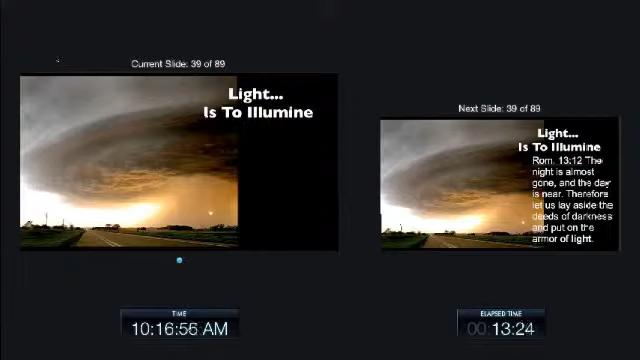 Current Slide: 39 of 89
Light...
Is To Illumine
TIME
10:16:56 AM
Next Slide: 39 of 89
Light...
Is To Illumine
Rom. 13:12 The
night is almost
gone, and the day
is near. Therefore
let us lay aside the
deeds of darkness
and put on the
armor of light.
ELAPSED TIME
00:13:24